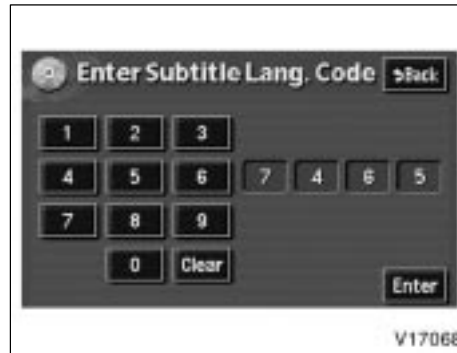 Enter Subtitle Lang. Code Back
1 2 3
4 5 6 7 4 6 5
7 8 9
0 Clear
Enter
V17068